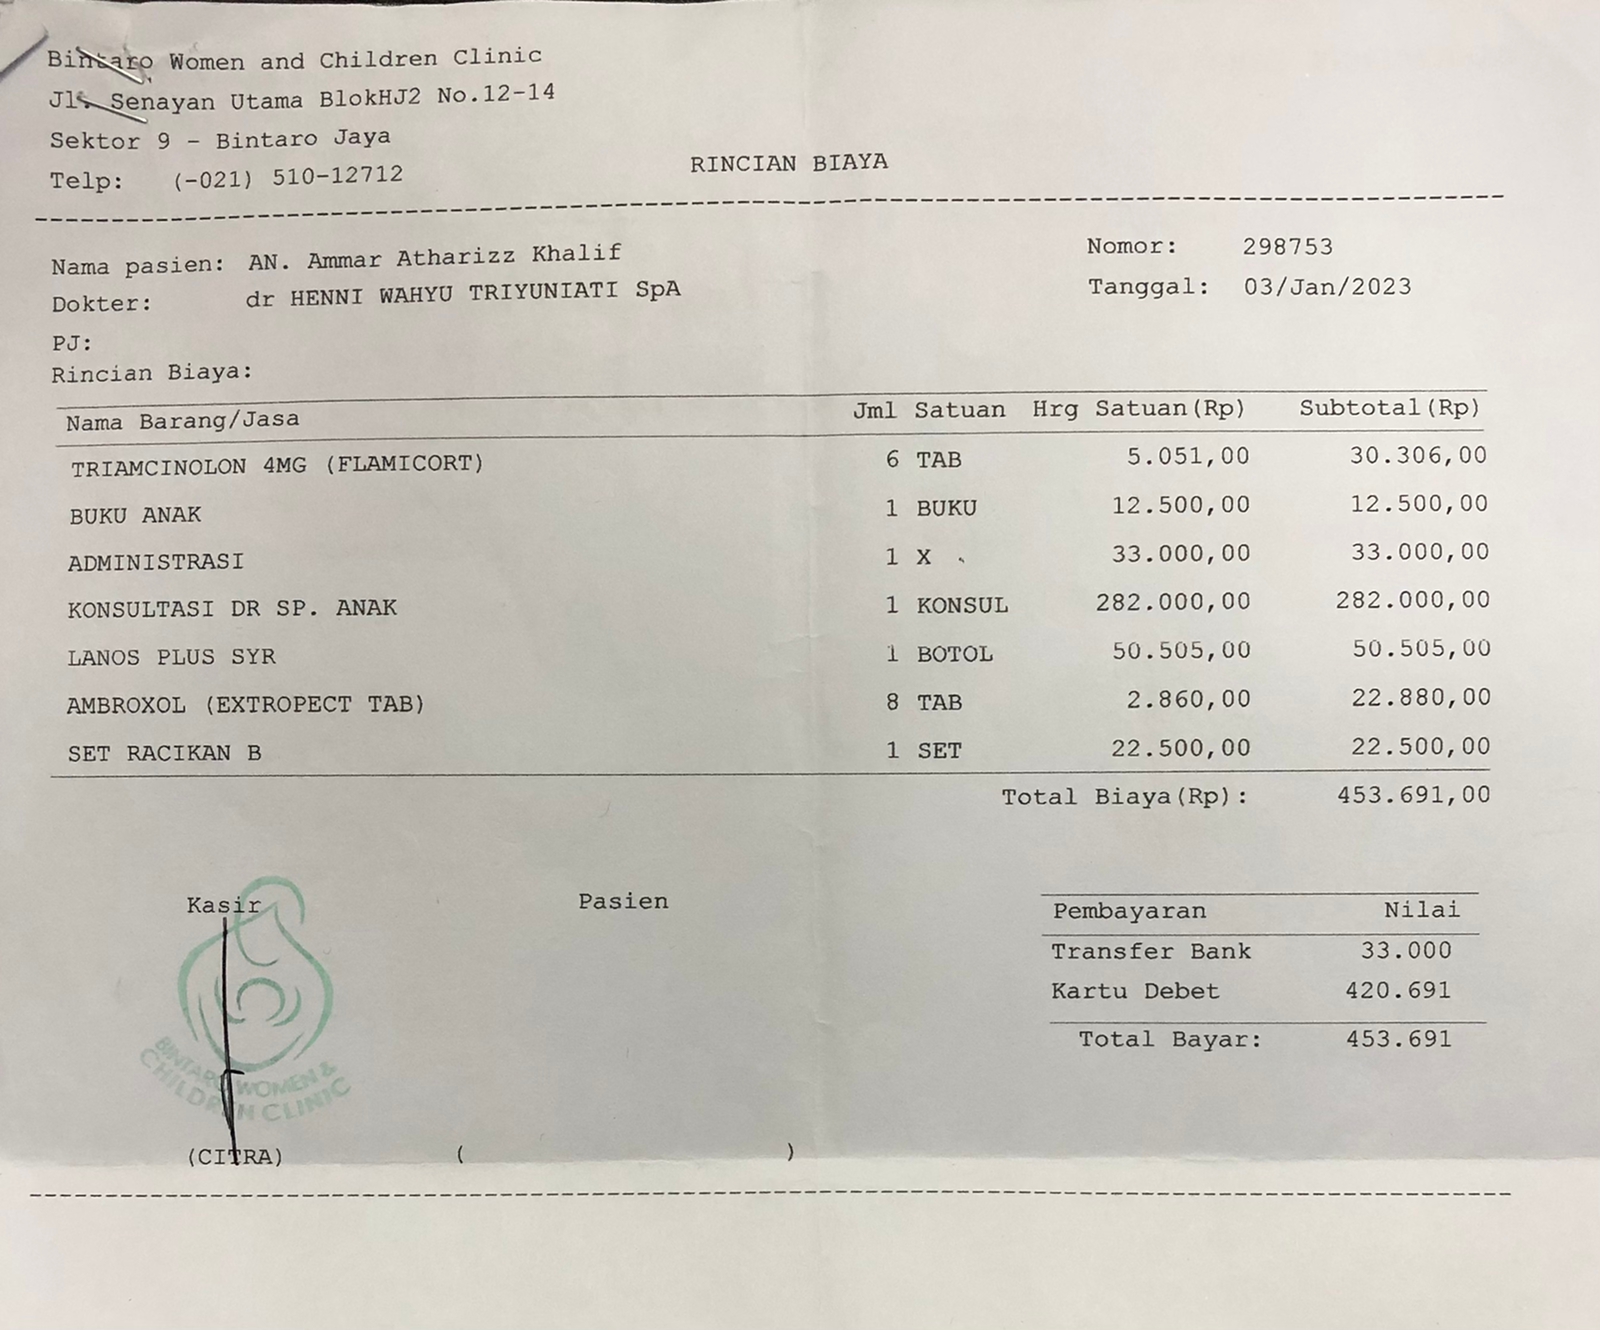 Bintaro Women and Children Clinic
Jl. Senayan Utama BlokHJ2 No.12-14
Sektor 9 - Bintaro Jaya
Telp: (-021) 510-12712
RINCIAN BIAYA
Nama pasien: AN. Ammar Atharizz Khalif
Nomor: 298753
Dokter: dr HENNI WAHYU TRIYUNIATI SpA
Tanggal: 03/Jan/2023
PJ:
Rincian Biaya:
Nama Barang/Jasa Jml Satuan Hrg Satuan(Rp) Subtotal(Rp)
TRIAMCINOLON 4MG (FLAMICORT) 6 TAB 5.051,00 30.306,00
BUKU ANAK 1 BUKU 12.500,00 12.500,00
ADMINISTRASI 1 X 33.000,00 33.000,00
KONSULTASI DR SP. ANAK 1 KONSUL 282.000,00 282.000,00
LANOS PLUS SYR 1 BOTOL 50.505,00 50.505,00
AMBROXOL (EXTROPECT TAB) 8 TAB 2.860,00 22.880,00
SET RACIKAN B 1 SET 22.500,00 22.500,00
Total Biaya(Rp): 453.691,00
Kasir Pasien
Pembayaran Nilai
Transfer Bank 33.000
Kartu Debet 420.691
Total Bayar: 453.691
BINTARO WOMEN &
CHILDREN CLINIC
(CITRA) ( )